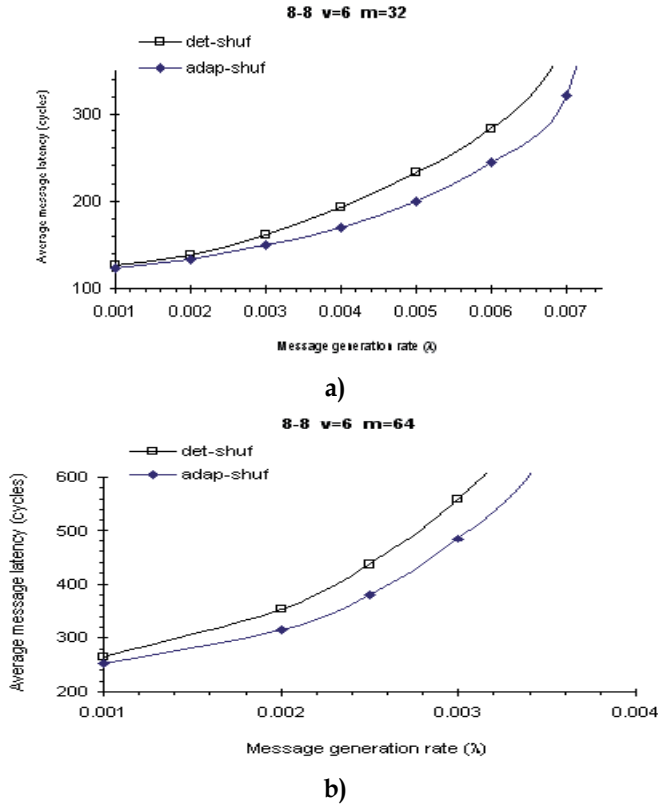 8-8 v=6 m=32
det-shuf
adap-shuf
Average message latency (cycles)
300
200
100
0.001 0.002 0.003 0.004 0.005 0.006 0.007
Message generation rate (λ)
a)
8-8 v=6 m=64
det-shuf
adap-shuf
Average message latency (cycles)
600
500
400
300
200
0.001 0.002 0.003 0.004
Message generation rate (λ)
b)